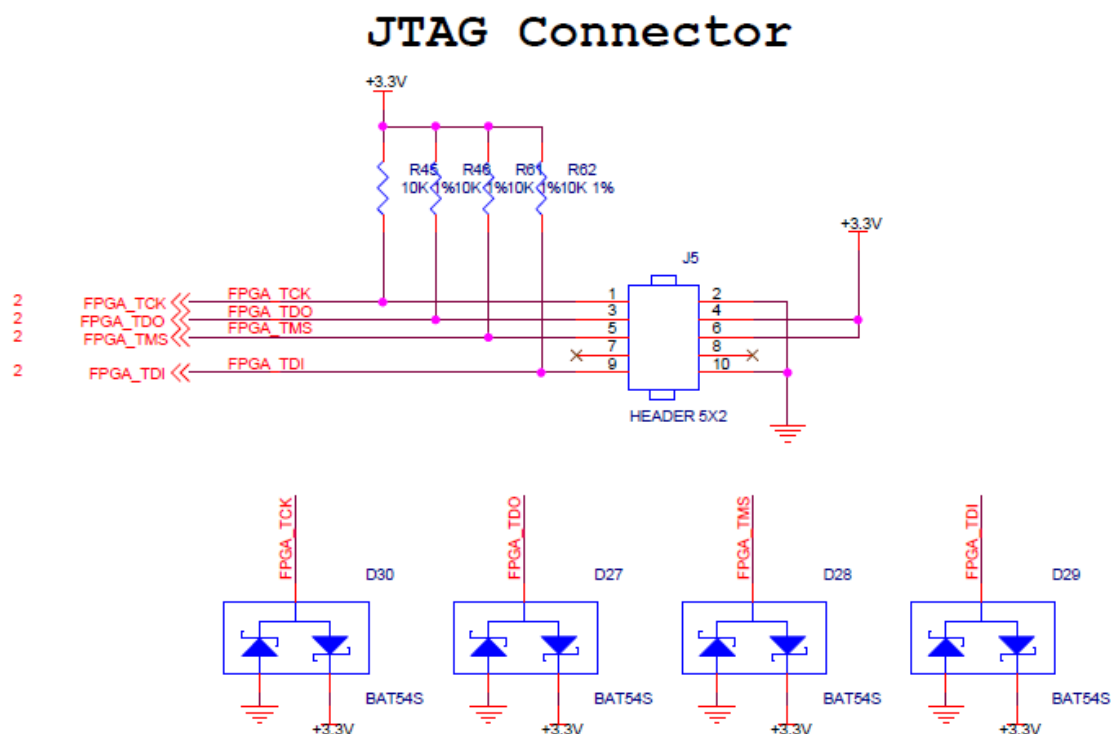 JTAG Connector
+3.3V
R45 R46 R61 R62
10K 1% 10K 1% 10K 1% 10K 1%
+3.3V
J5
2 FPGA_TCK FPGA_TCK 1 2
2 FPGA_TDO FPGA_TDO 3 4
2 FPGA_TMS FPGA_TMS 5 6
7 8
2 FPGA_TDI FPGA_TDI 9 10
HEADER 5X2
FPGA_TCK FPGA_TDO FPGA_TMS FPGA_TDI
D30 D27 D28 D29
BAT54S BAT54S BAT54S BAT54S
+3.3V +3.3V +3.3V +3.3V